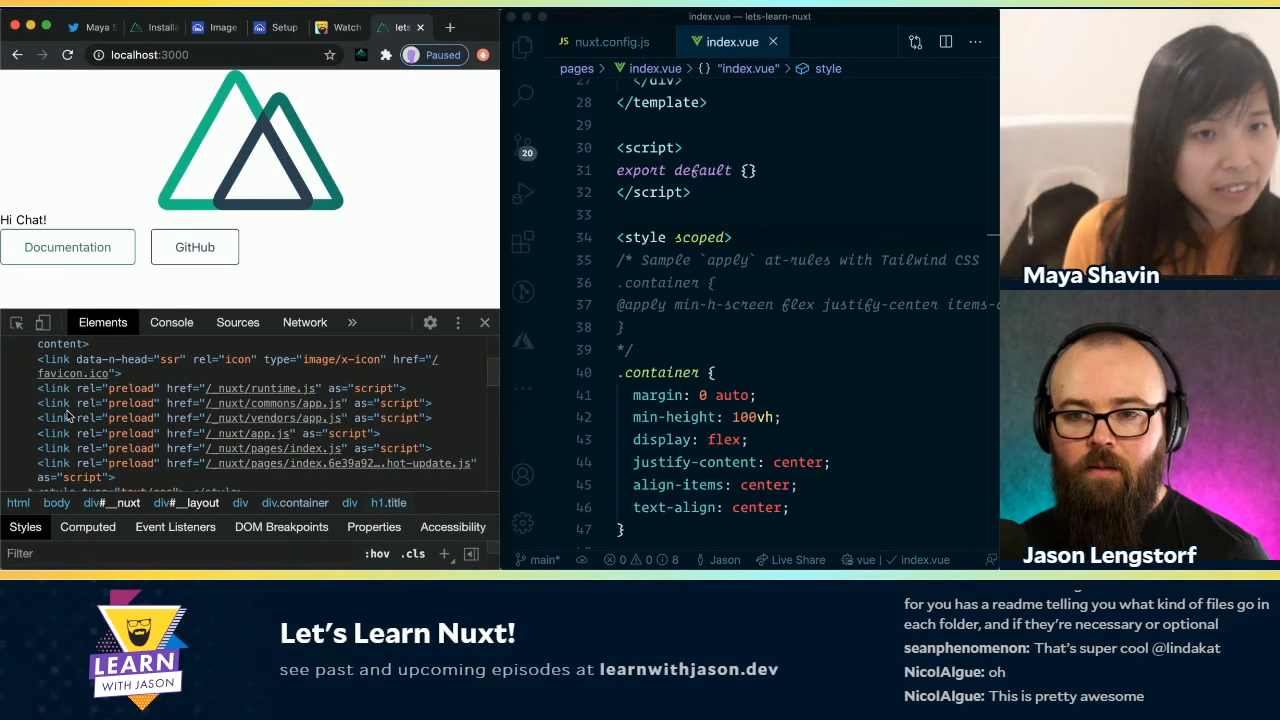 Maya S
Installa
Image
Setup
Watch
lets
localhost:3000
Paused
Hi Chat!
Documentation
GitHub
Elements
Console
Sources
Network
content>
<link data-n-head="ssr" rel="icon" type="image/x-icon" href="/
favicon.ico">
<link rel="preload" href="/_nuxt/runtime.js" as="script">
<link rel="preload" href="/_nuxt/commons/app.js" as="script">
<link rel="preload" href="/_nuxt/vendors/app.js" as="script">
<link rel="preload" href="/_nuxt/app.js" as="script">
<link rel="preload" href="/_nuxt/pages/index.js" as="script">
<link rel="preload" href="/_nuxt/pages/index.6e39a92….hot-update.js"
as="script">
html body div#__nuxt div#__layout div div.container div h1.title
Styles Computed Event Listeners DOM Breakpoints Properties Accessibility
Filter
:hov .cls
index.vue — lets-learn-nuxt
JS nuxt.config.js
index.vue
pages > index.vue > {} "index.vue" > style
20
27 </div>
28 </template>
29
30 <script>
31 export default {}
32 </script>
33
34 <style scoped>
35 /* Sample `apply` at-rules with Tailwind CSS
36 .container {
37 @apply min-h-screen flex justify-center items-c
38 }
39 */
40 .container {
41 margin: 0 auto;
42 min-height: 100vh;
43 display: flex;
44 justify-content: center;
45 align-items: center;
46 text-align: center;
47 }
main* 0 0 8 Jason Live Share vue index.vue
Maya Shavin
Jason Lengstorf
LEARN
WITH JASON
Let's Learn Nuxt!
see past and upcoming episodes at learnwithjason.dev
for you has a readme telling you what kind of files go in
each folder, and if they're necessary or optional
seanphenomenon: That's super cool @lindakat
NicolAlgue: oh
NicolAlgue: This is pretty awesome